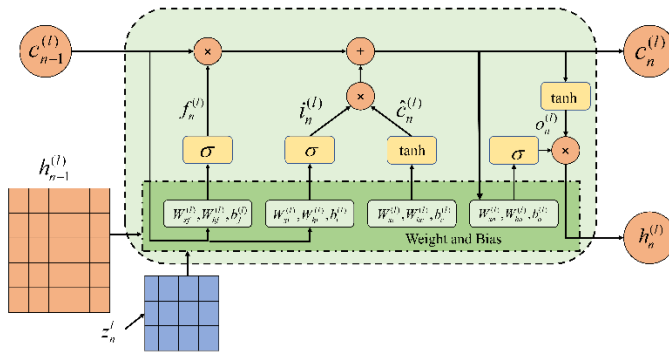 c_{n-1}^{(l)}
×
+
c_n^{(l)}
f_n^{(l)}
i_n^{(l)}
×
ĉ_n^{(l)}
tanh
o_n^{(l)}
σ
σ
tanh
σ
×
h_{n-1}^{(l)}
Weight and Bias
h_n^{(l)}
z_n^l